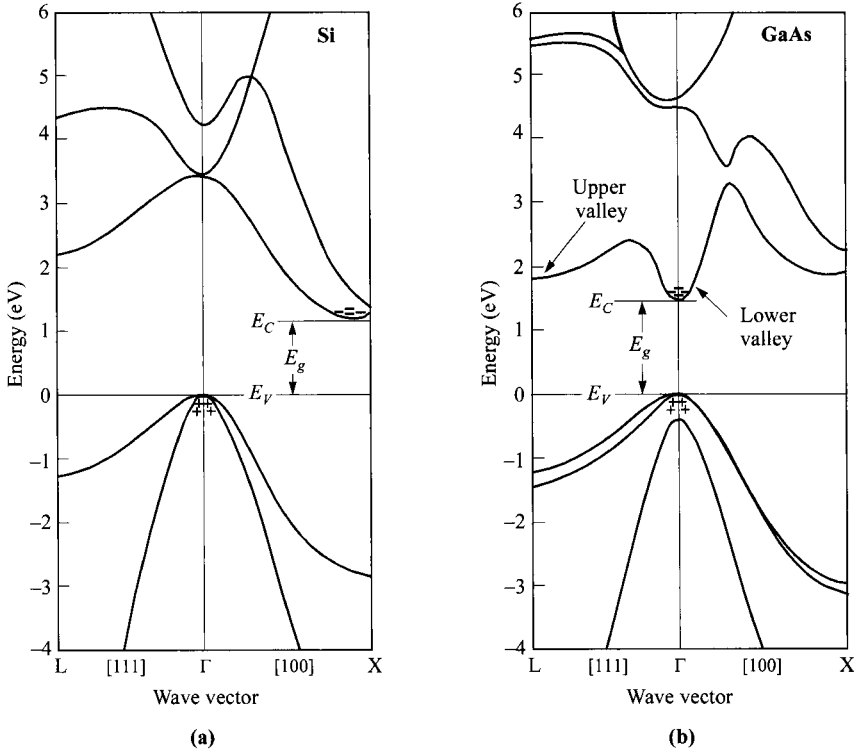 Si
6
5
4
3
2
1
0
−1
−2
−3
−4
Energy (eV)
E_C
E_g
E_V
L [111] Γ [100] X
Wave vector
(a)
GaAs
6
5
4
3
2
1
0
−1
−2
−3
−4
Energy (eV)
Upper
valley
Lower
valley
E_C
E_g
E_V
L [111] Γ [100] X
Wave vector
(b)